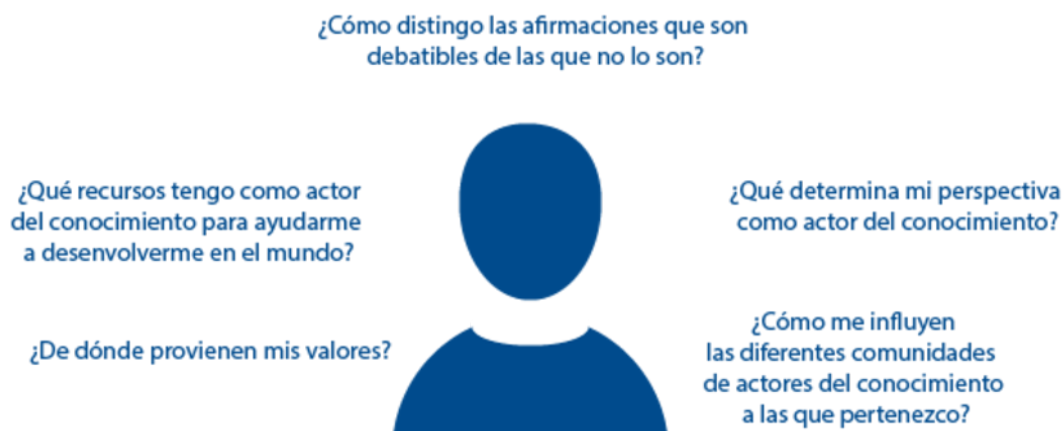 ¿Cómo distingo las afirmaciones que son
debatibles de las que no lo son?
¿Qué recursos tengo como actor
del conocimiento para ayudarme
a desenvolverme en el mundo?
¿Qué determina mi perspectiva
como actor del conocimiento?
¿De dónde provienen mis valores?
¿Cómo me influyen
las diferentes comunidades
de actores del conocimiento
a las que pertenezco?